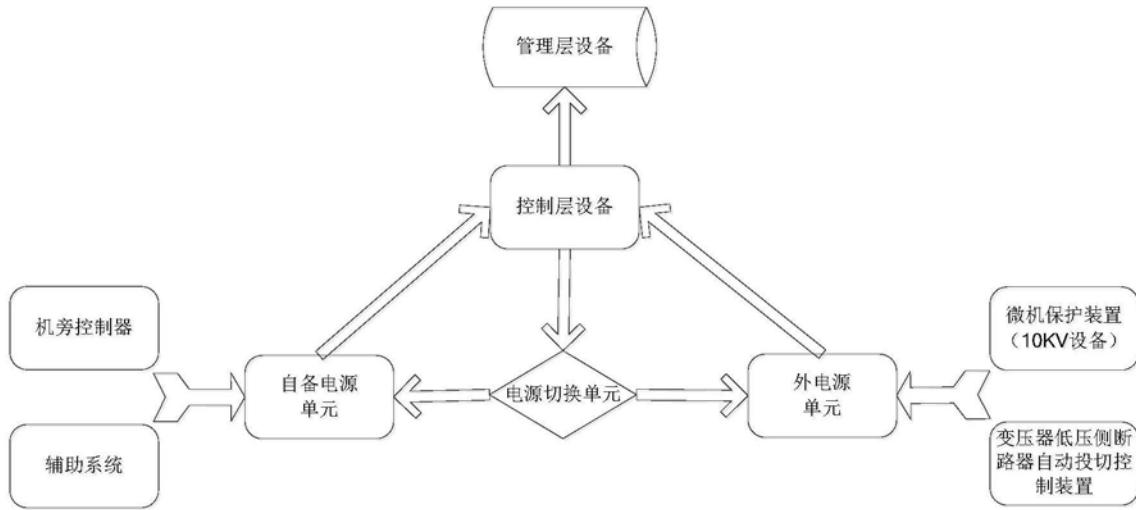 管理层设备
控制层设备
机旁控制器
微机保护装置
（10KV设备）
自备电源
单元
电源切换单元
外电源
单元
辅助系统
变压器低压侧断
路器自动投切控
制装置